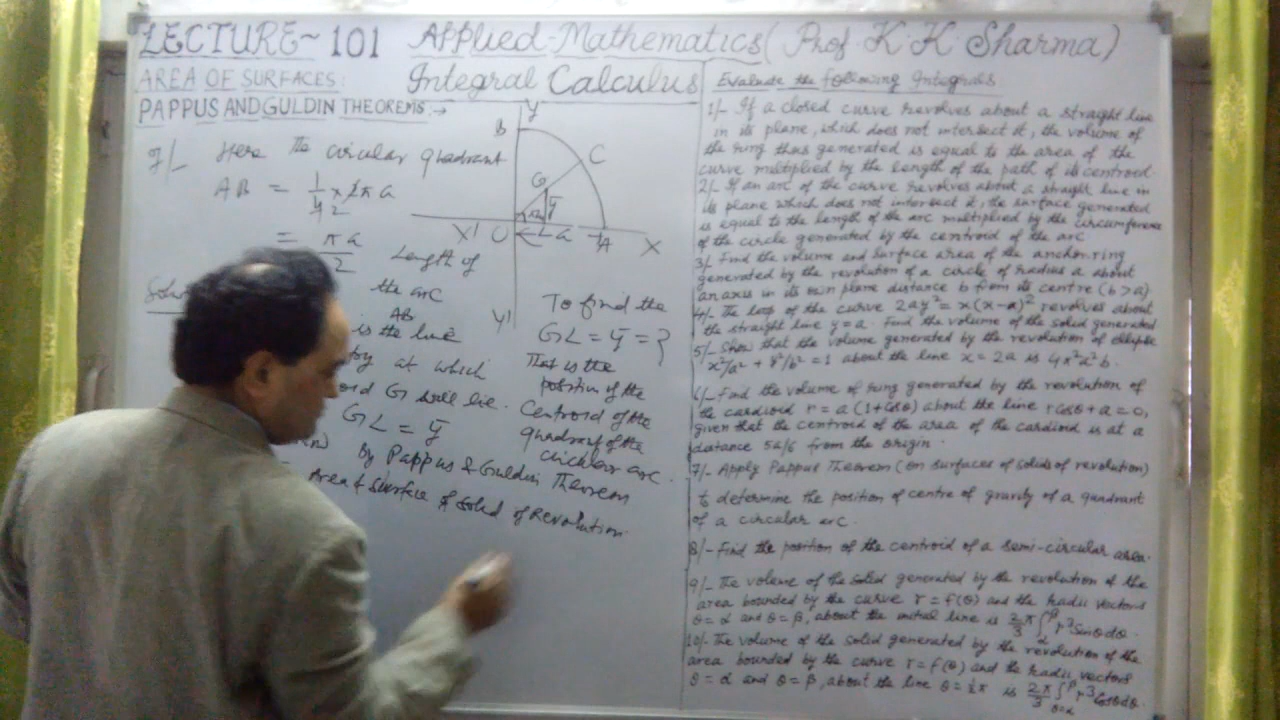 LECTURE~101 Applied-Mathematics (Prof K.K. Sharma)
AREA OF SURFACES: Integral Calculus
PAPPUS AND GULDIN THEOREMS:→
7/- Here the circular quadrant
AB = 1/4 x 2π a
= πa/2 Length of
the arc
AB
is the line
at which
G will lie.
GL = ȳ
By Pappus & Guldin Theorem
Area of Surface of Solid of Revolution
Y
B
C
G
ȳ
X' O L a A X
Y'
To find the
GL = ȳ = ?
That is the
position of the
Centroid of the
quadrant of the
circular arc.
Evaluate the following Integrals
1/- If a closed curve revolves about a straight line
in its plane, which does not intersect it, the volume of
the ring thus generated is equal to the area of the
curve multiplied by the length of the path of its centroid.
2/- If an arc of the curve revolves about a straight line in
its plane which does not intersect it, the surface generated
is equal to the length of the arc multiplied by the circumference
of the circle generated by the centroid of the arc
3/- Find the volume and surface area of the anchor-ring
generated by the revolution of a circle of radius a about
an axis in its own plane distance b from its centre (b > a)
4/- The loop of the curve 2ay² = x(x-a)² revolves about
the straight line y = a. Find the volume of the solid generated
5/- Show that the volume generated by the revolution of ellipse
x²/a² + y²/b² = 1 about the line x = 2a is 4π²a²b.
6/- Find the volume of ring generated by the revolution of
the cardioid r = a (1+cosθ) about the line r cosθ + a = 0,
given that the centroid of the area of the cardioid is at a
distance 5a/6 from the origin.
7/- Apply Pappus Theorem (on surfaces of solids of revolution)
to determine the position of centre of gravity of a quadrant
of a circular arc.
8/- Find the position of the centroid of a semi-circular area.
9/- The volume of the solid generated by the revolution of the
area bounded by the curve r = f(θ) and the radii vectors
θ = α and θ = β, about the initial line is 2/3 π ∫αβ r³ sinθ dθ.
10/- The volume of the solid generated by the revolution of the
area bounded by the curve r = f(θ) and the radii vectors
θ = α and θ = β, about the line θ = ½π is 2π/3 ∫θ=αβ r³ cosθ dθ.